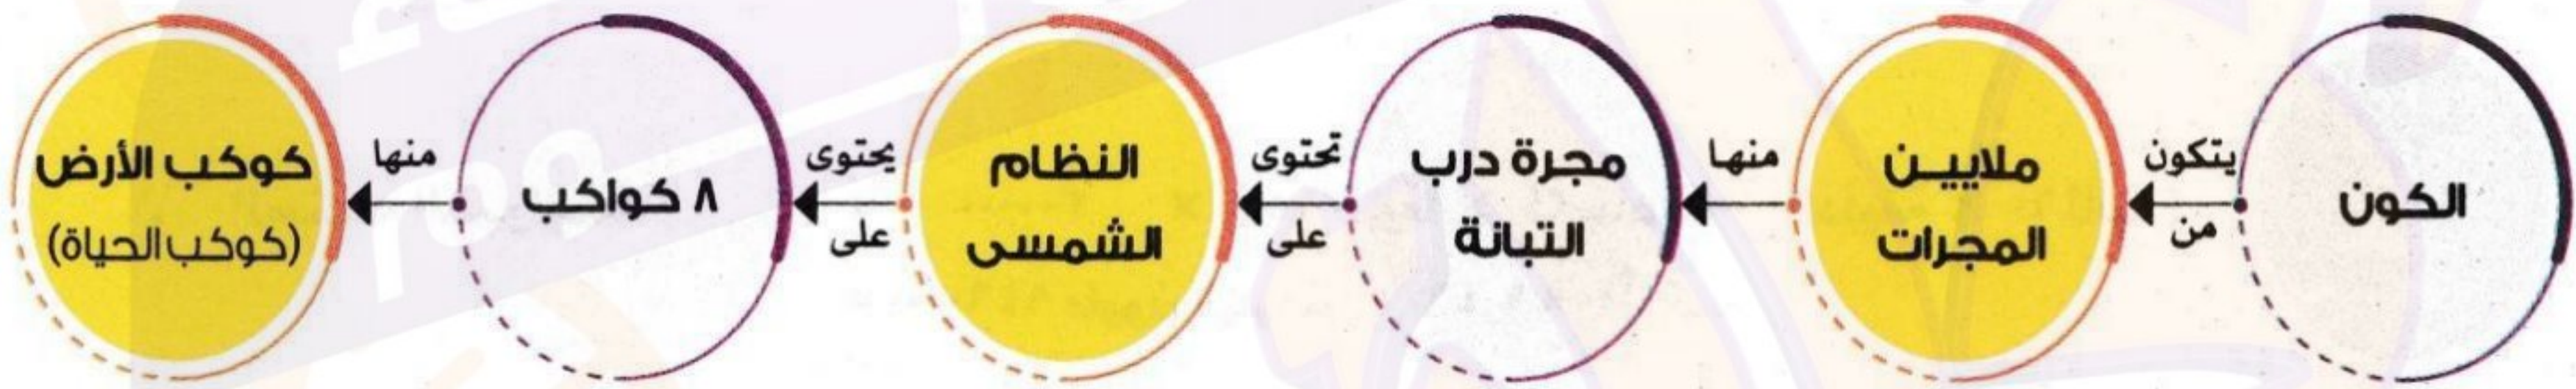 الكون
يتكون
من
ملايين
المجرات
منها
مجرة درب
التبانة
تحتوى
على
النظام
الشمسى
يحتوى
على
٨ كواكب
منها
كوكب الأرض
(كوكب الحياة)